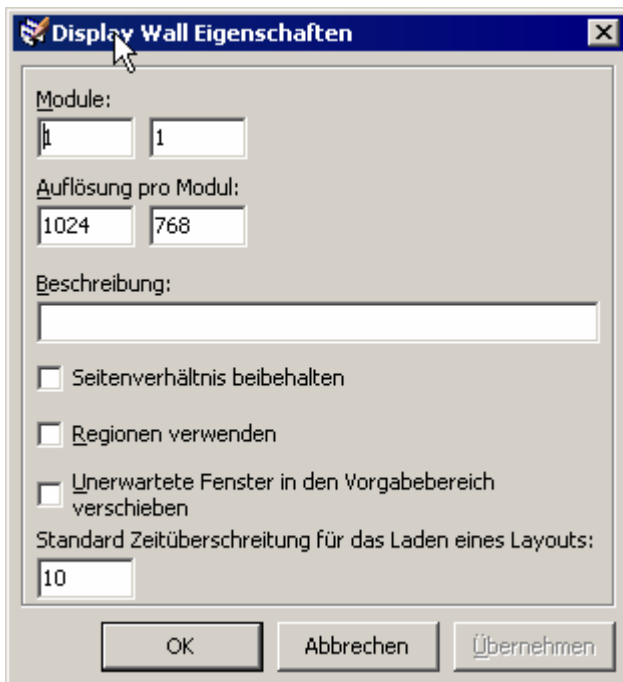 Display Wall Eigenschaften
Module:
1 1
Auflösung pro Modul:
1024 768
Beschreibung:
Seitenverhältnis beibehalten
Regionen verwenden
Unerwartete Fenster in den Vorgabebereich
verschieben
Standard Zeitüberschreitung für das Laden eines Layouts:
10
OK Abbrechen Übernehmen